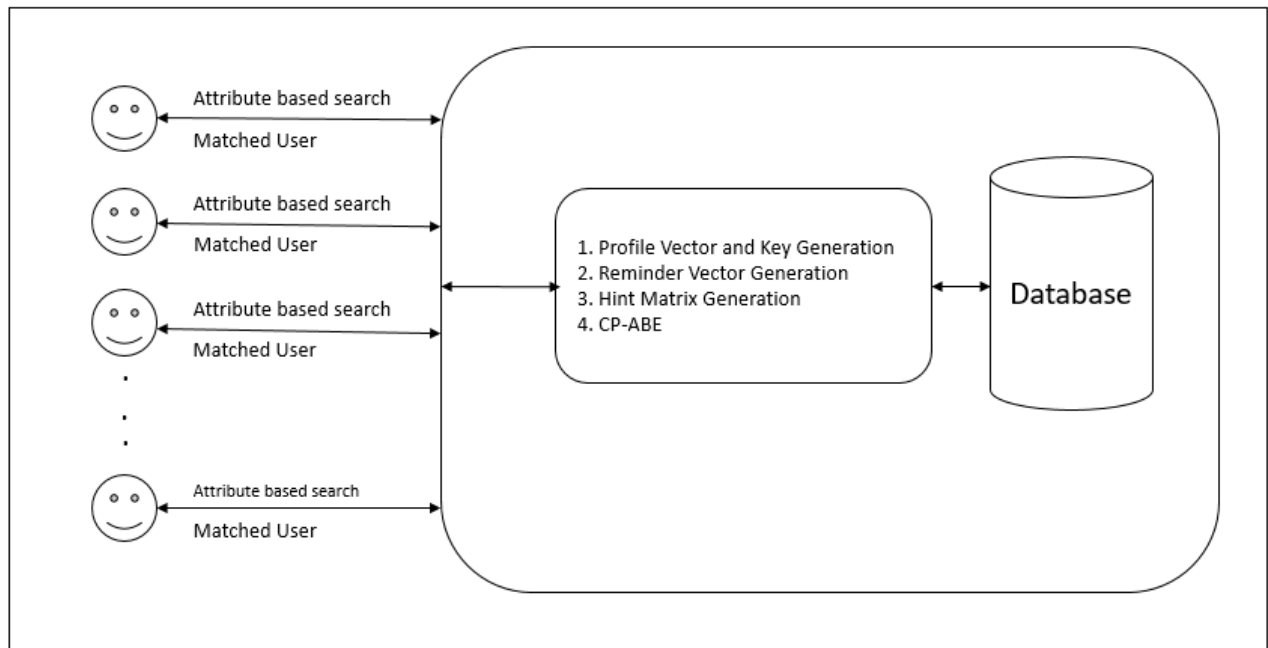 Attribute based search
Matched User
Attribute based search
Matched User
Attribute based search
Matched User
Attribute based search
Matched User
1. Profile Vector and Key Generation
2. Reminder Vector Generation
3. Hint Matrix Generation
4. CP-ABE
Database